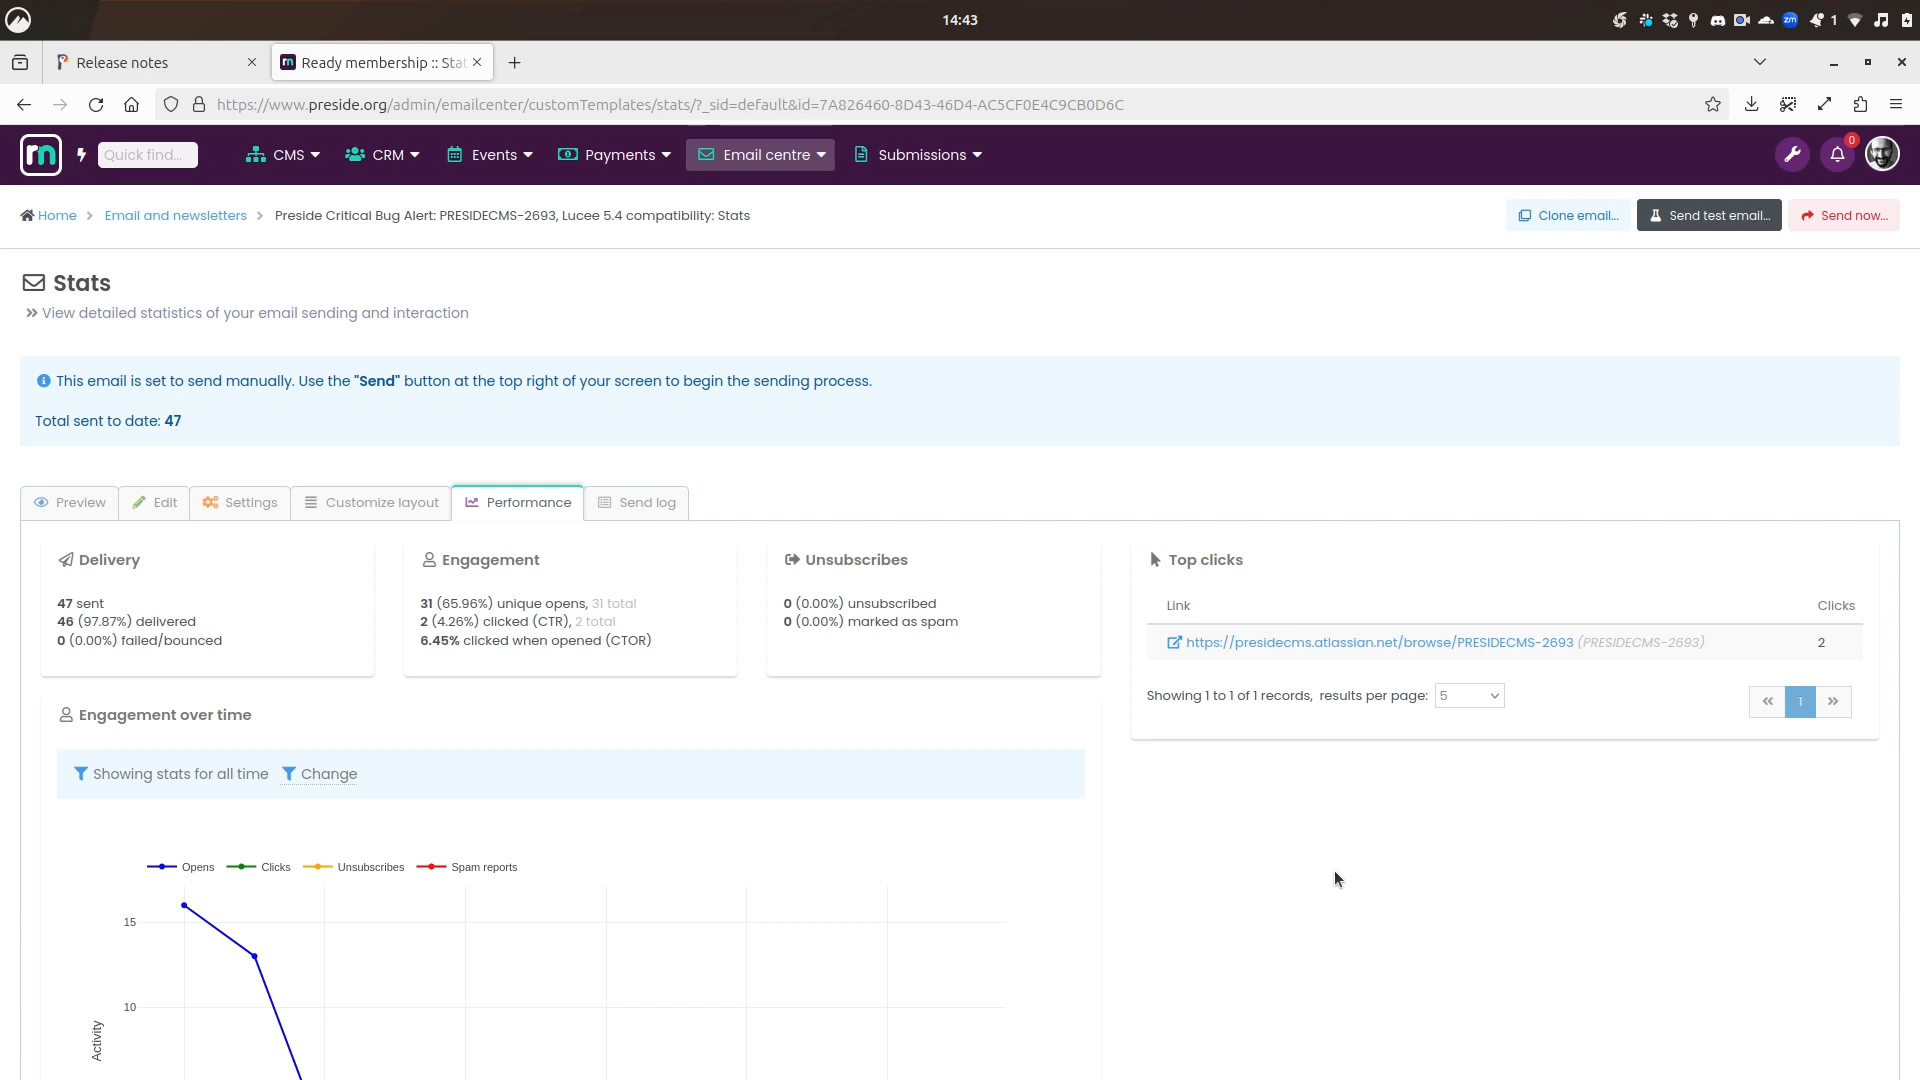 14:43
1
Release notes
Ready membership :: Stat
https://www.preside.org/admin/emailcenter/customTemplates/stats/?_sid=default&id=7A826460-8D43-46D4-AC5CF0E4C9CB0D6C
Quick find...
CMS
CRM
Events
Payments
Email centre
Submissions
0
Home
Email and newsletters
Preside Critical Bug Alert: PRESIDECMS-2693, Lucee 5.4 compatibility: Stats
Clone email...
Send test email...
Send now...
Stats
View detailed statistics of your email sending and interaction
This email is set to send manually. Use the "Send" button at the top right of your screen to begin the sending process.
Total sent to date: 47
Preview
Edit
Settings
Customize layout
Performance
Send log
Delivery
47 sent
46 (97.87%) delivered
0 (0.00%) failed/bounced
Engagement
31 (65.96%) unique opens, 31 total
2 (4.26%) clicked (CTR), 2 total
6.45% clicked when opened (CTOR)
Unsubscribes
0 (0.00%) unsubscribed
0 (0.00%) marked as spam
Top clicks
Link
Clicks
https://presidecms.atlassian.net/browse/PRESIDECMS-2693 (PRESIDECMS-2693)
2
Showing 1 to 1 of 1 records, results per page: 5
« 1 »
Engagement over time
Showing stats for all time
Change
Opens
Clicks
Unsubscribes
Spam reports
15
10
Activity